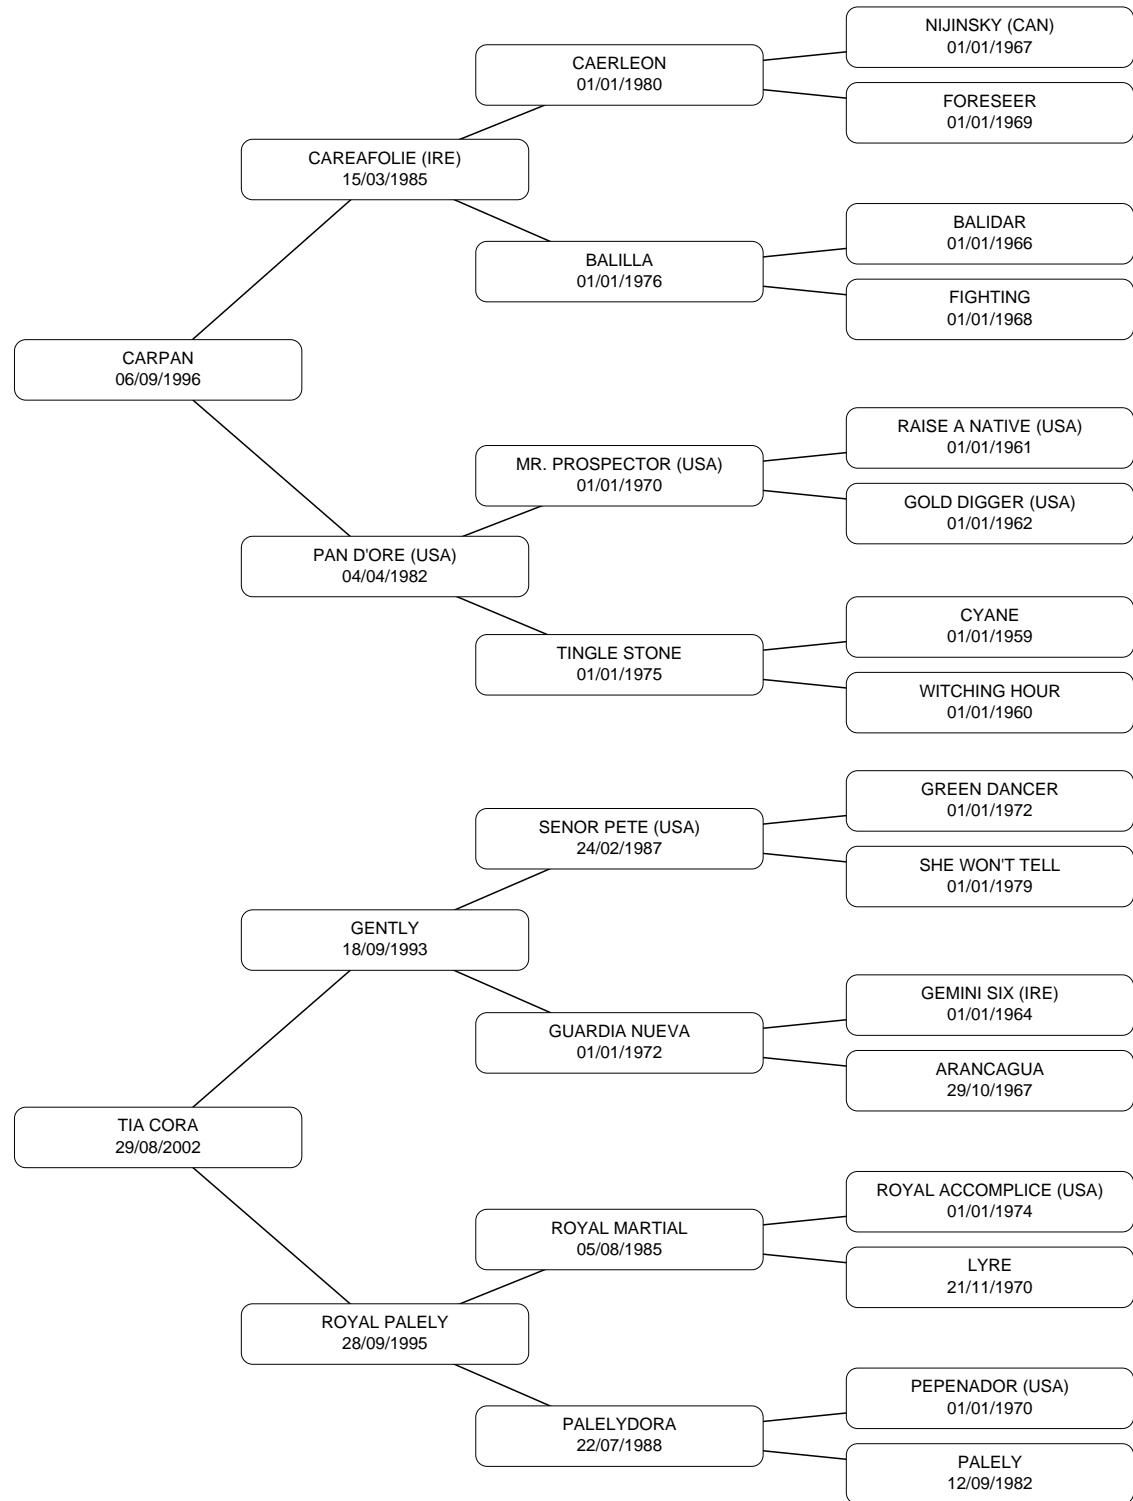 NIJINSKY (CAN)
01/01/1967
CAERLEON
01/01/1980
FORESEER
01/01/1969
CAREAFOLIE (IRE)
15/03/1985
BALIDAR
01/01/1966
BALILLA
01/01/1976
FIGHTING
01/01/1968
CARPAN
06/09/1996
RAISE A NATIVE (USA)
01/01/1961
MR. PROSPECTOR (USA)
01/01/1970
GOLD DIGGER (USA)
01/01/1962
PAN D'ORE (USA)
04/04/1982
CYANE
01/01/1959
TINGLE STONE
01/01/1975
WITCHING HOUR
01/01/1960
GREEN DANCER
01/01/1972
SENOR PETE (USA)
24/02/1987
SHE WON'T TELL
01/01/1979
GENTLY
18/09/1993
GEMINI SIX (IRE)
01/01/1964
GUARDIA NUEVA
01/01/1972
ARANCAGUA
29/10/1967
TIA CORA
29/08/2002
ROYAL ACCOMPLICE (USA)
01/01/1974
ROYAL MARTIAL
05/08/1985
LYRE
21/11/1970
ROYAL PALELY
28/09/1995
PEPENADOR (USA)
01/01/1970
PALELYDORA
22/07/1988
PALELY
12/09/1982